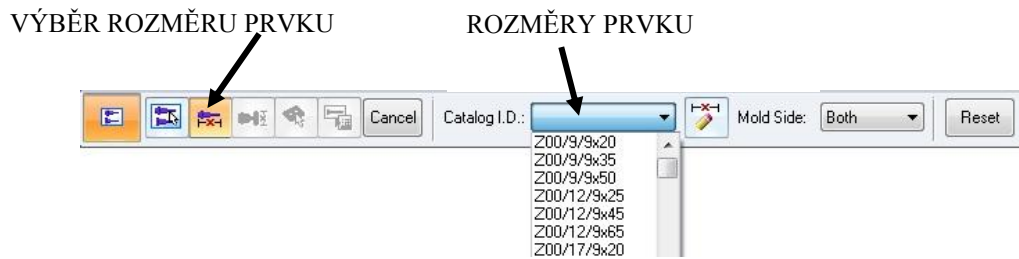 VÝBĚR ROZMĚRU PRVKU ROZMĚRY PRVKU
Cancel Catalog I.D.: Mold Side: Both Reset
Z00/9/9x20
Z00/9/9x35
Z00/9/9x50
Z00/12/9x25
Z00/12/9x45
Z00/12/9x65
Z00/17/9x20